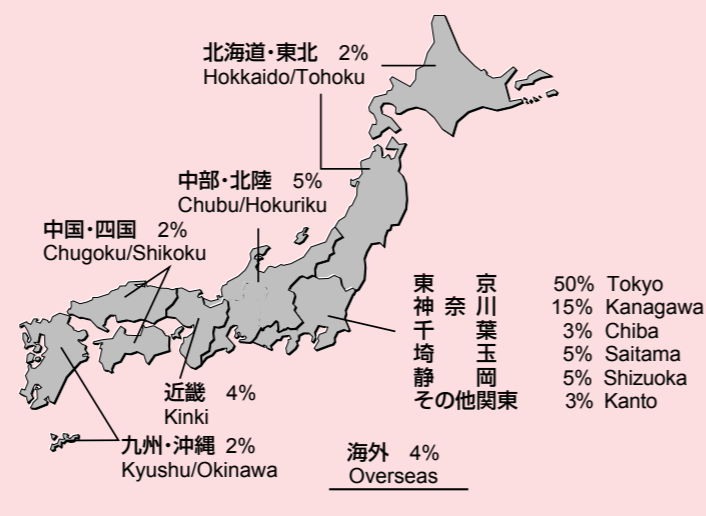 北海道・東北 2%
Hokkaido/Tohoku
中部・北陸 5%
Chubu/Hokuriku
中国・四国 2%
Chugoku/Shikoku
東京 50% Tokyo
神奈川 15% Kanagawa
千葉 3% Chiba
埼玉 5% Saitama
静岡 5% Shizuoka
その他関東 3% Kanto
近畿 4%
Kinki
九州・沖縄 2%
Kyushu/Okinawa
海外 4%
Overseas